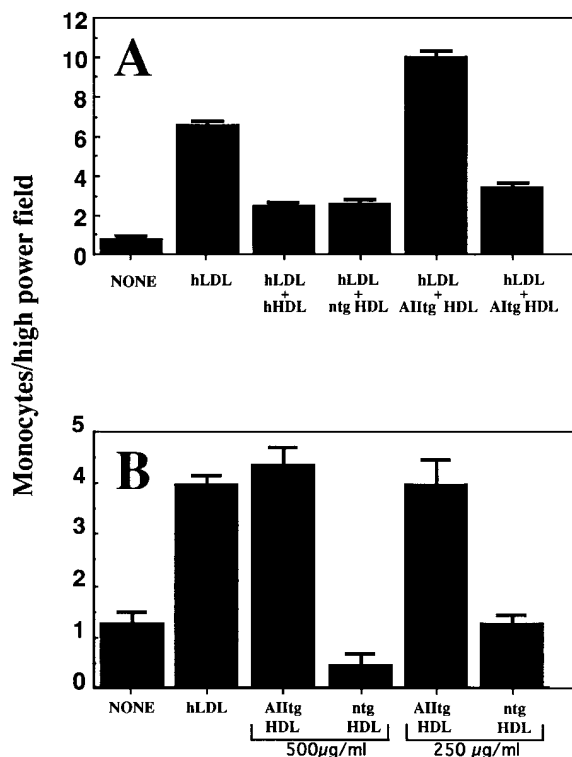 Monocytes/high power field
A
12
10
8
6
4
2
0
NONE
hLDL
hLDL + hHDL
hLDL + ntg HDL
hLDL + AIItg HDL
hLDL + AItg HDL
B
5
4
3
2
1
0
NONE
hLDL
AIItg HDL
ntg HDL
AIItg HDL
ntg HDL
500µg/ml
250 µg/ml